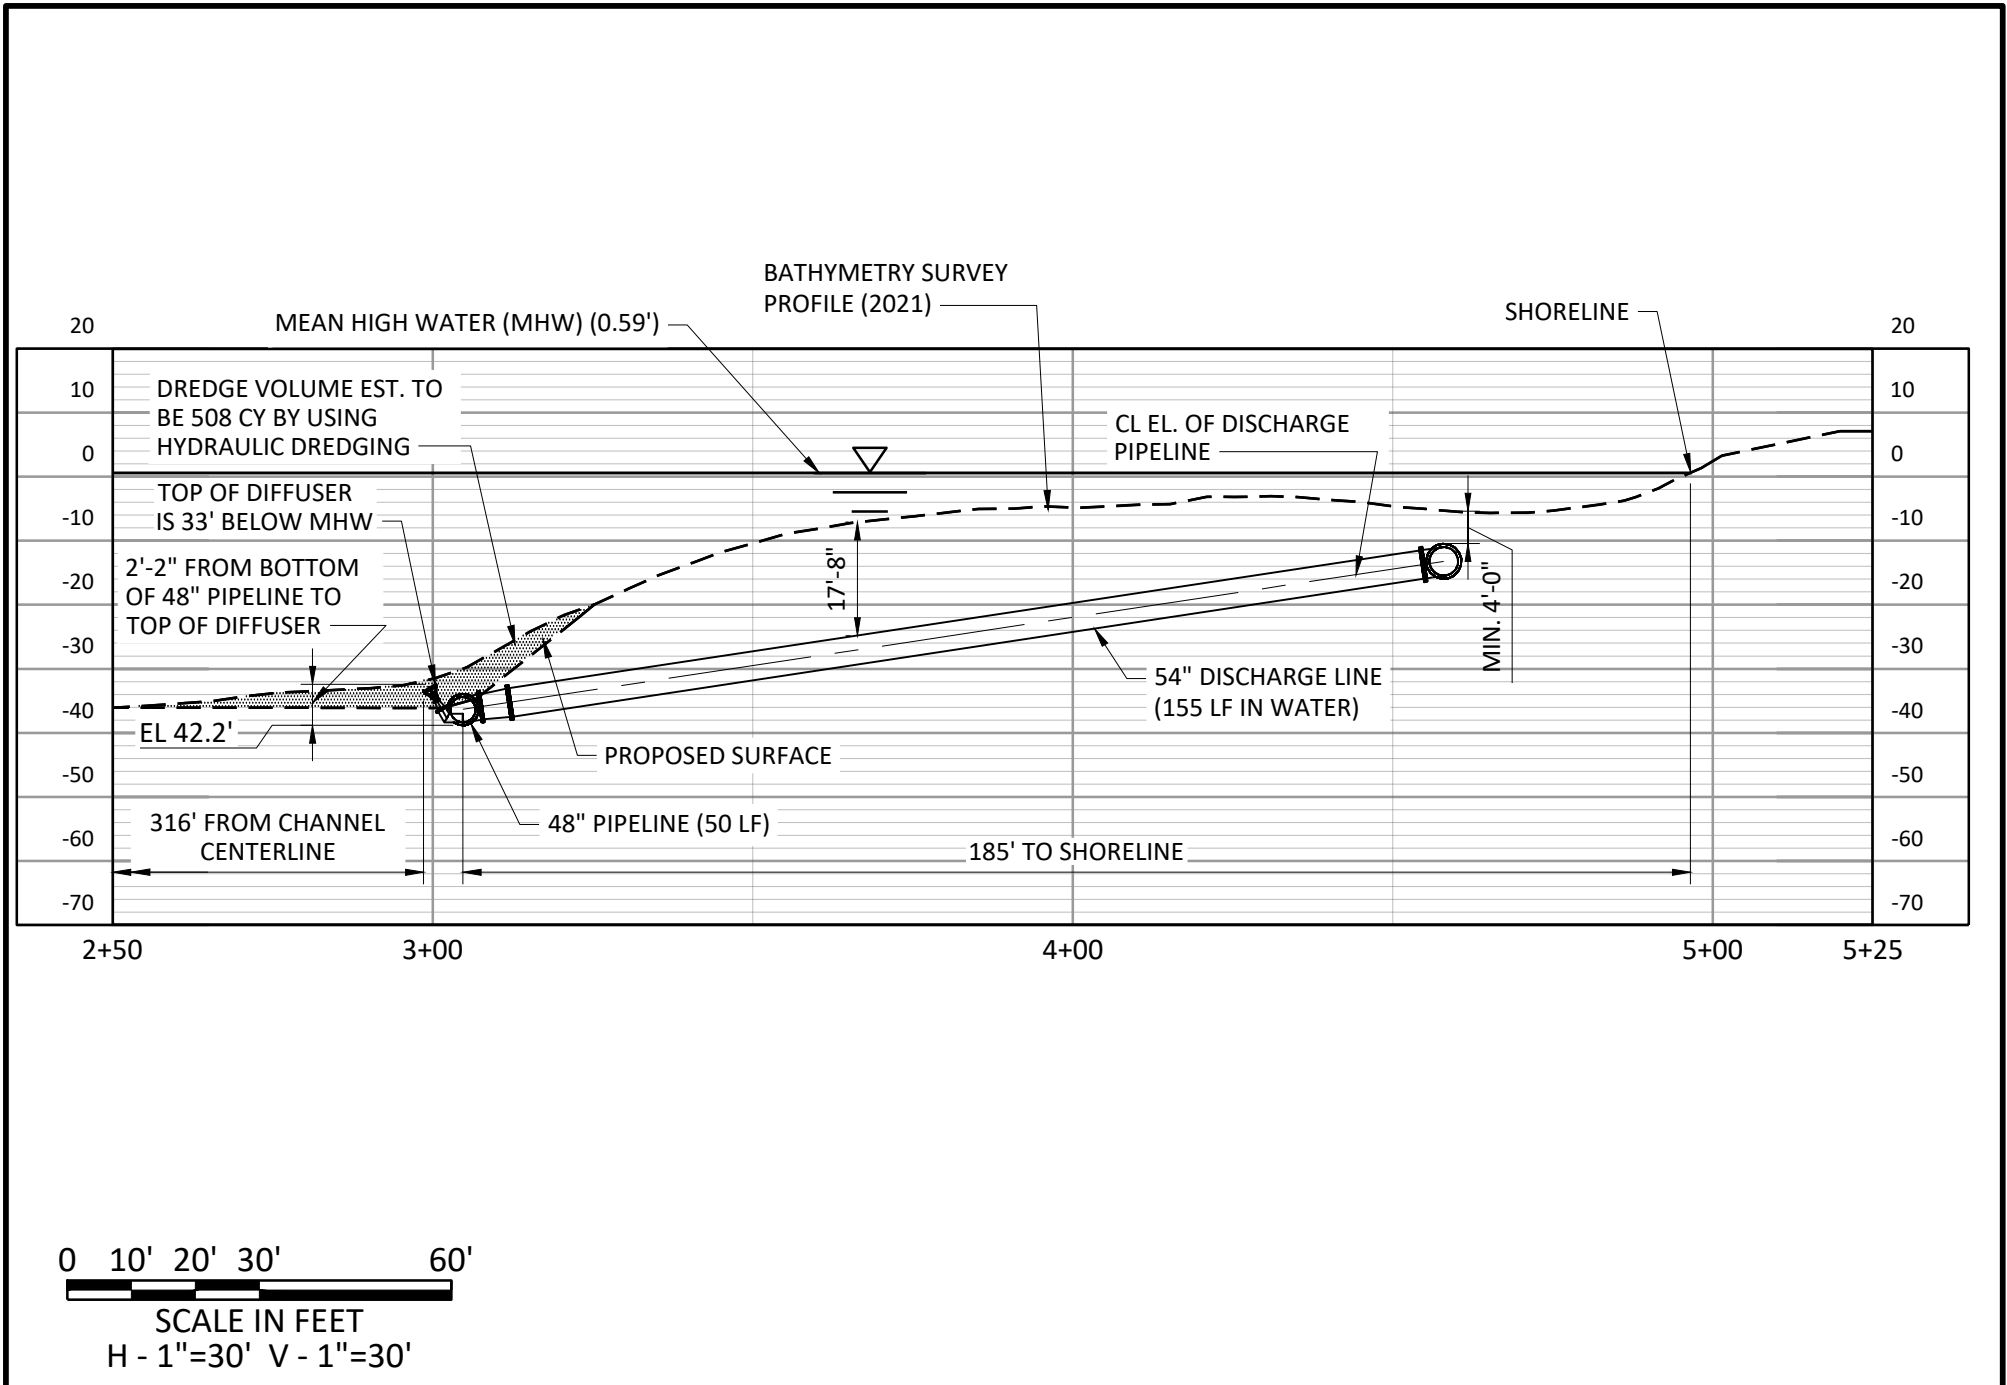 BATHYMETRY SURVEY
PROFILE (2021)
MEAN HIGH WATER (MHW) (0.59')
SHORELINE
20
20
10
10
0
0
-10
-10
-20
-20
-30
-30
-40
-40
-50
-50
-60
-60
-70
-70
DREDGE VOLUME EST. TO
BE 508 CY BY USING
HYDRAULIC DREDGING
CL EL. OF DISCHARGE
PIPELINE
TOP OF DIFFUSER
IS 33' BELOW MHW
2'-2" FROM BOTTOM
OF 48" PIPELINE TO
TOP OF DIFFUSER
17'-8"
MIN. 4'-0"
54" DISCHARGE LINE
(155 LF IN WATER)
EL 42.2'
PROPOSED SURFACE
48" PIPELINE (50 LF)
316' FROM CHANNEL
CENTERLINE
185' TO SHORELINE
2+50 3+00 4+00 5+00 5+25
0 10' 20' 30' 60'
SCALE IN FEET
H - 1"=30' V - 1"=30'